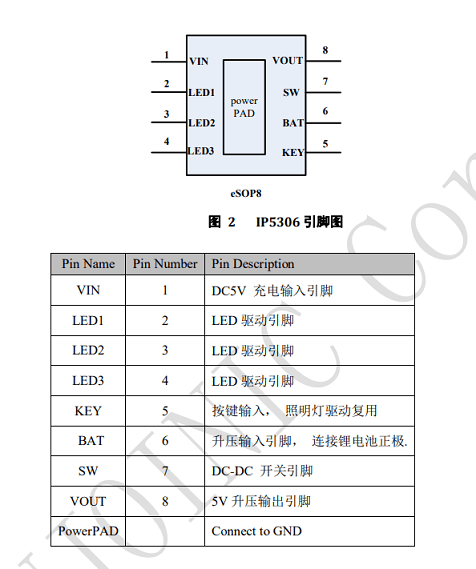 1 VIN VOUT 8
2 LED1 SW 7
3 LED2 BAT 6
4 LED3 KEY 5
power
PAD
eSOP8
图 2 IP5306 引脚图
Pin Name Pin Number Pin Description
VIN 1 DC5V 充电输入引脚
LED1 2 LED 驱动引脚
LED2 3 LED 驱动引脚
LED3 4 LED 驱动引脚
KEY 5 按键输入， 照明灯驱动复用
BAT 6 升压输入引脚， 连接锂电池正极.
SW 7 DC-DC 开关引脚
VOUT 8 5V 升压输出引脚
PowerPAD Connect to GND